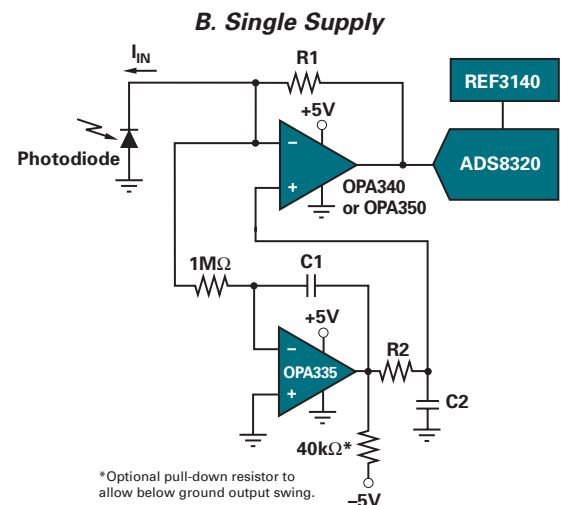 B. Single Supply
I_IN
R1
+5V
REF3140
Photodiode
−
+
OPA340
or OPA350
ADS8320
1MΩ
C1
+5V
R2
−
OPA335
+
C2
40kΩ*
*Optional pull-down resistor to
allow below ground output swing.
−5V